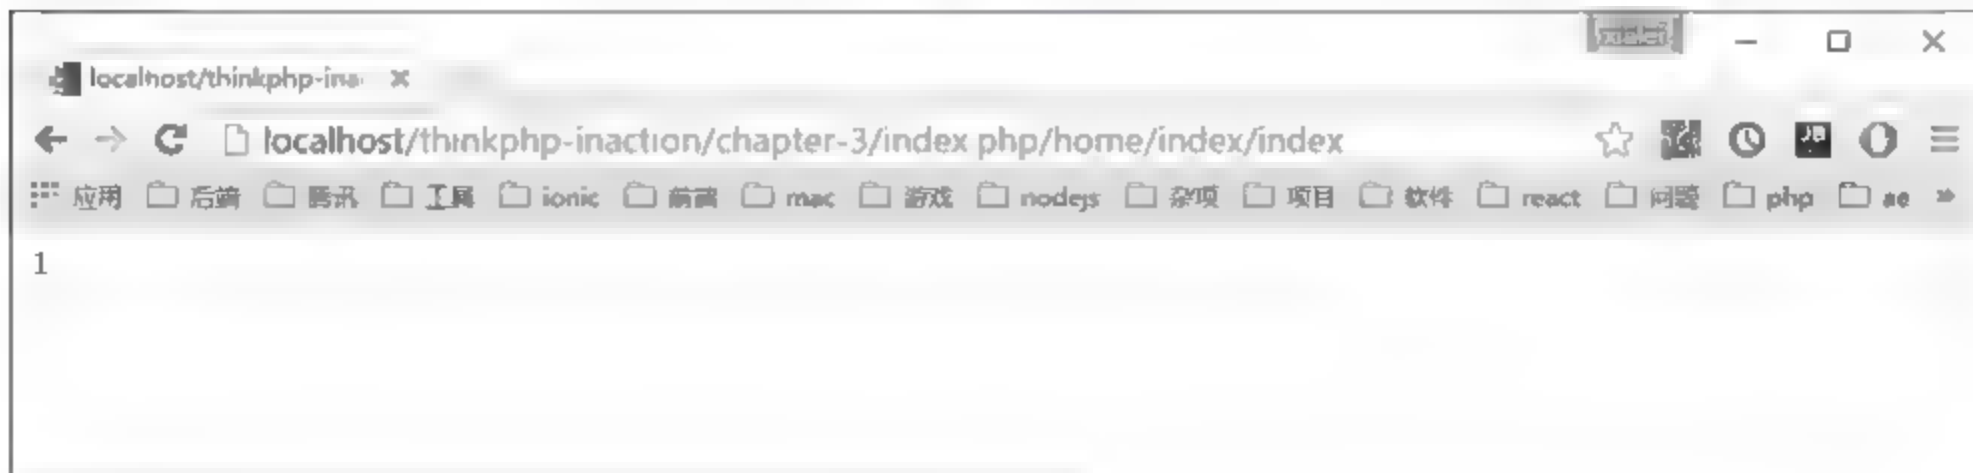 localhost/thinkphp-ina
localhost/thinkphp-inaction/chapter-3/index php/home/index/index
应用 后端 腾讯 工具 ionic 前端 mac 游戏 nodejs 杂项 项目 软件 react 问题 php ae
1